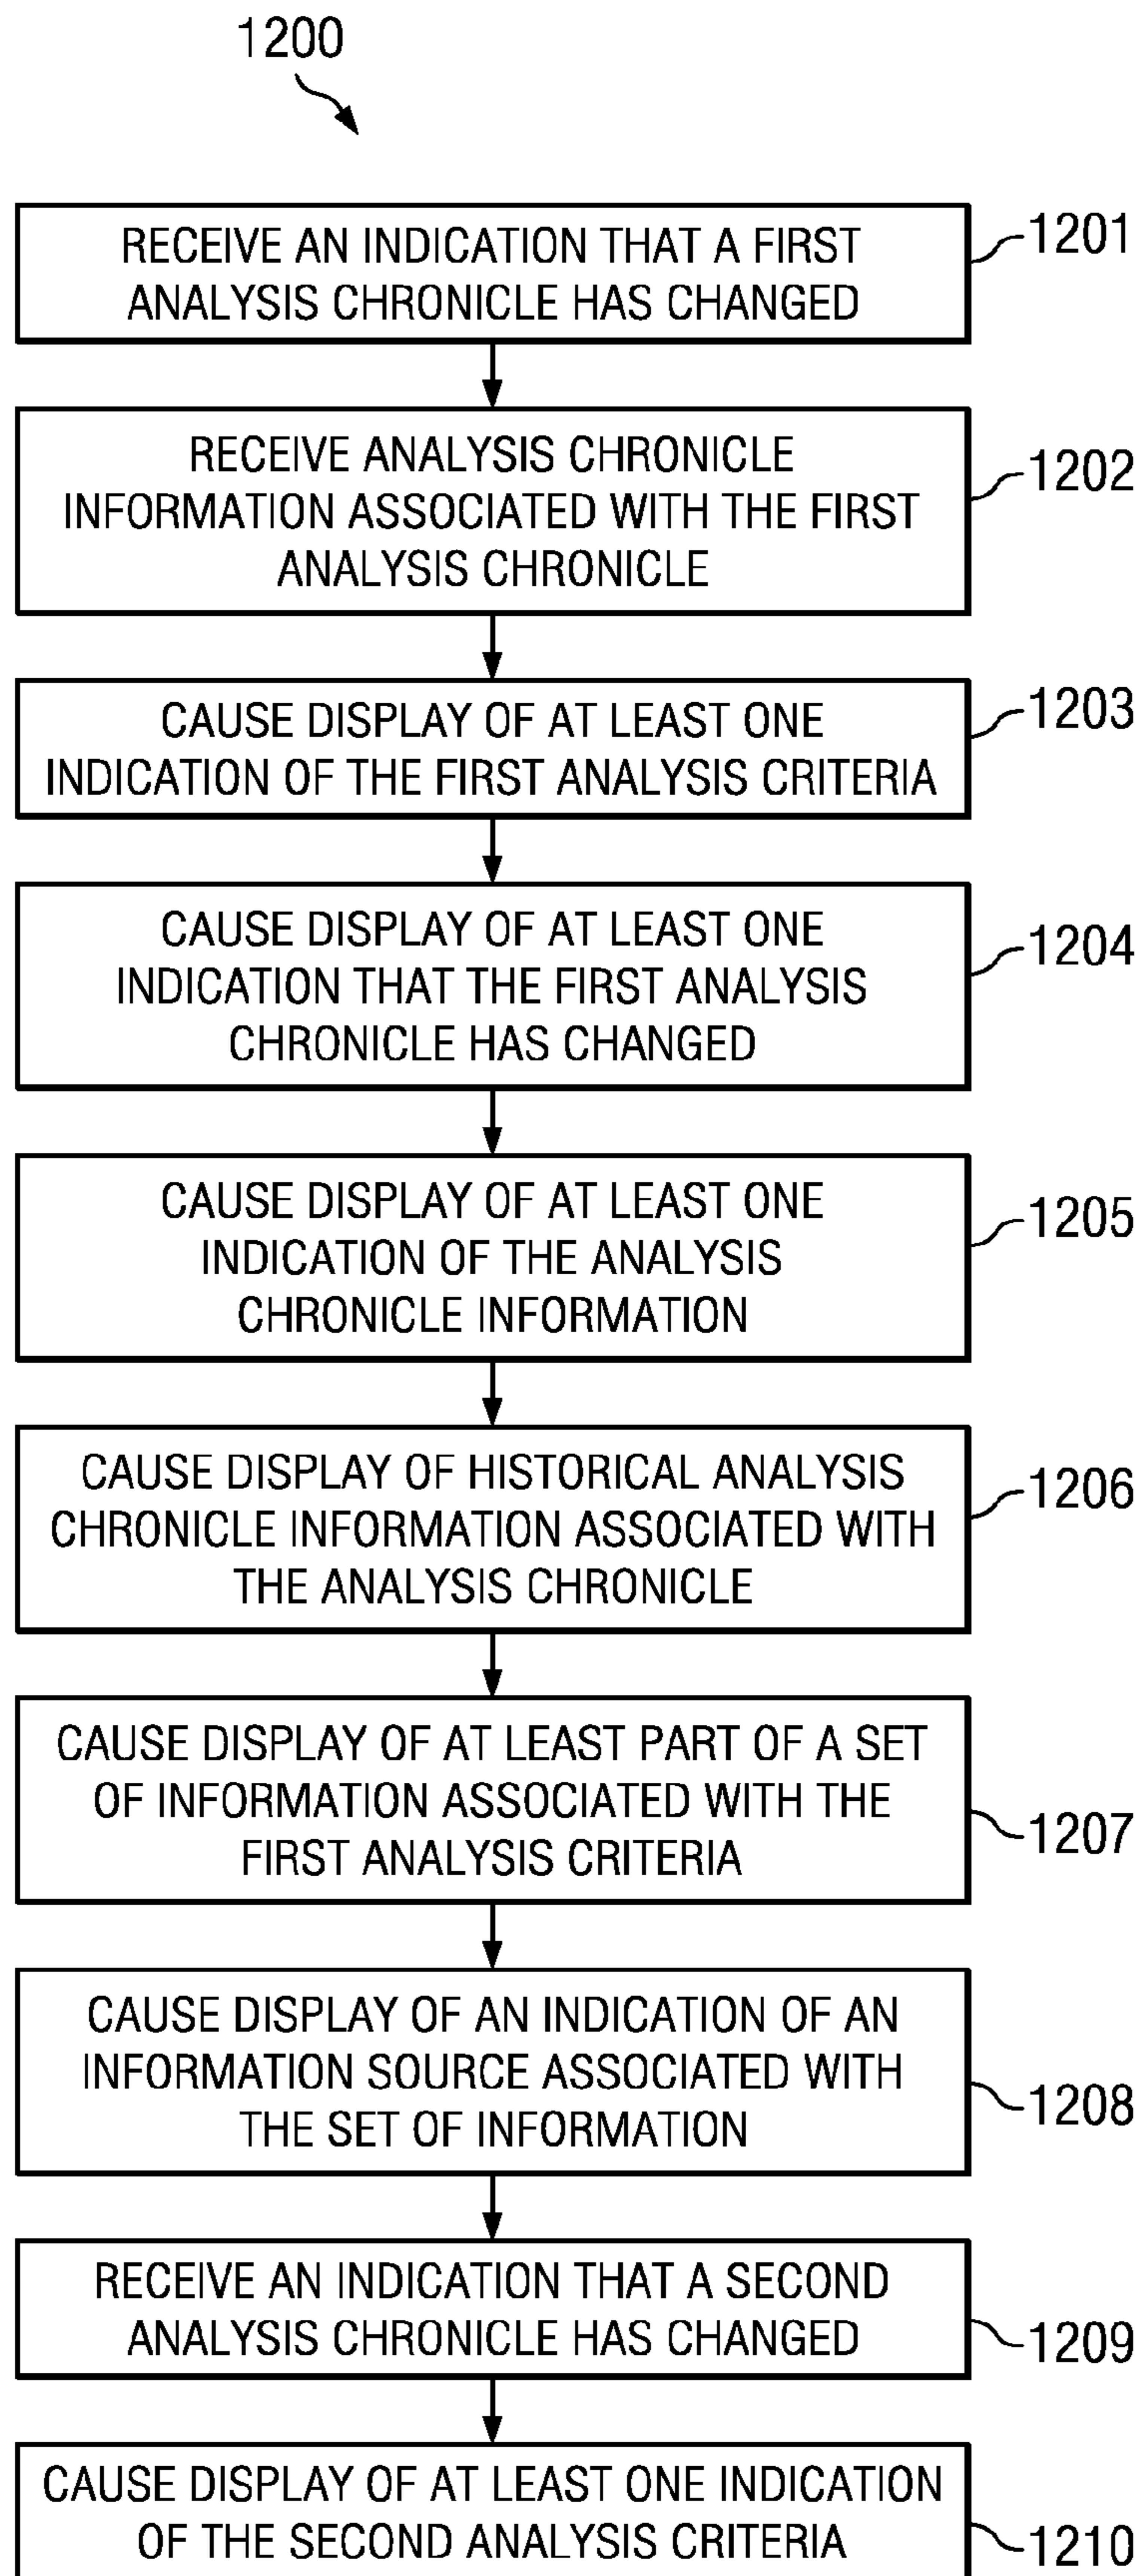 1200
RECEIVE AN INDICATION THAT A FIRST
ANALYSIS CHRONICLE HAS CHANGED
1201
RECEIVE ANALYSIS CHRONICLE
INFORMATION ASSOCIATED WITH THE FIRST
ANALYSIS CHRONICLE
1202
CAUSE DISPLAY OF AT LEAST ONE
INDICATION OF THE FIRST ANALYSIS CRITERIA
1203
CAUSE DISPLAY OF AT LEAST ONE
INDICATION THAT THE FIRST ANALYSIS
CHRONICLE HAS CHANGED
1204
CAUSE DISPLAY OF AT LEAST ONE
INDICATION OF THE ANALYSIS
CHRONICLE INFORMATION
1205
CAUSE DISPLAY OF HISTORICAL ANALYSIS
CHRONICLE INFORMATION ASSOCIATED WITH
THE ANALYSIS CHRONICLE
1206
CAUSE DISPLAY OF AT LEAST PART OF A SET
OF INFORMATION ASSOCIATED WITH THE
FIRST ANALYSIS CRITERIA
1207
CAUSE DISPLAY OF AN INDICATION OF AN
INFORMATION SOURCE ASSOCIATED WITH
THE SET OF INFORMATION
1208
RECEIVE AN INDICATION THAT A SECOND
ANALYSIS CHRONICLE HAS CHANGED
1209
CAUSE DISPLAY OF AT LEAST ONE INDICATION
OF THE SECOND ANALYSIS CRITERIA
1210